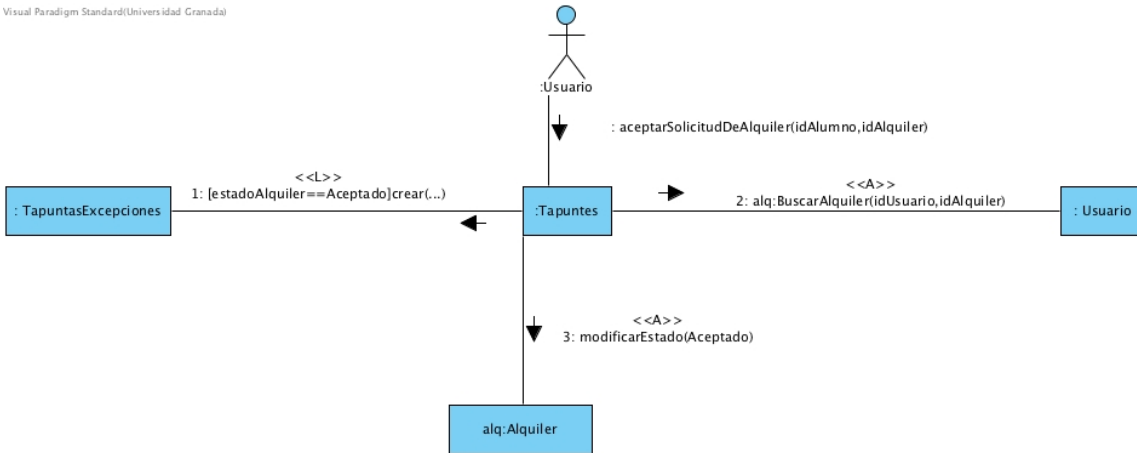 Visual Paradigm Standard(Universidad Granada)
:Usuario
: aceptarSolicitudDeAlquiler(idAlumno,idAlquiler)
<<L>>
1: [estadoAlquiler==Aceptado]crear(...)
<<A>>
2: alq:BuscarAlquiler(idUsuario,idAlquiler)
: TapuntasExcepciones
:Tapuntes
: Usuario
<<A>>
3: modificarEstado(Aceptado)
alq:Alquiler